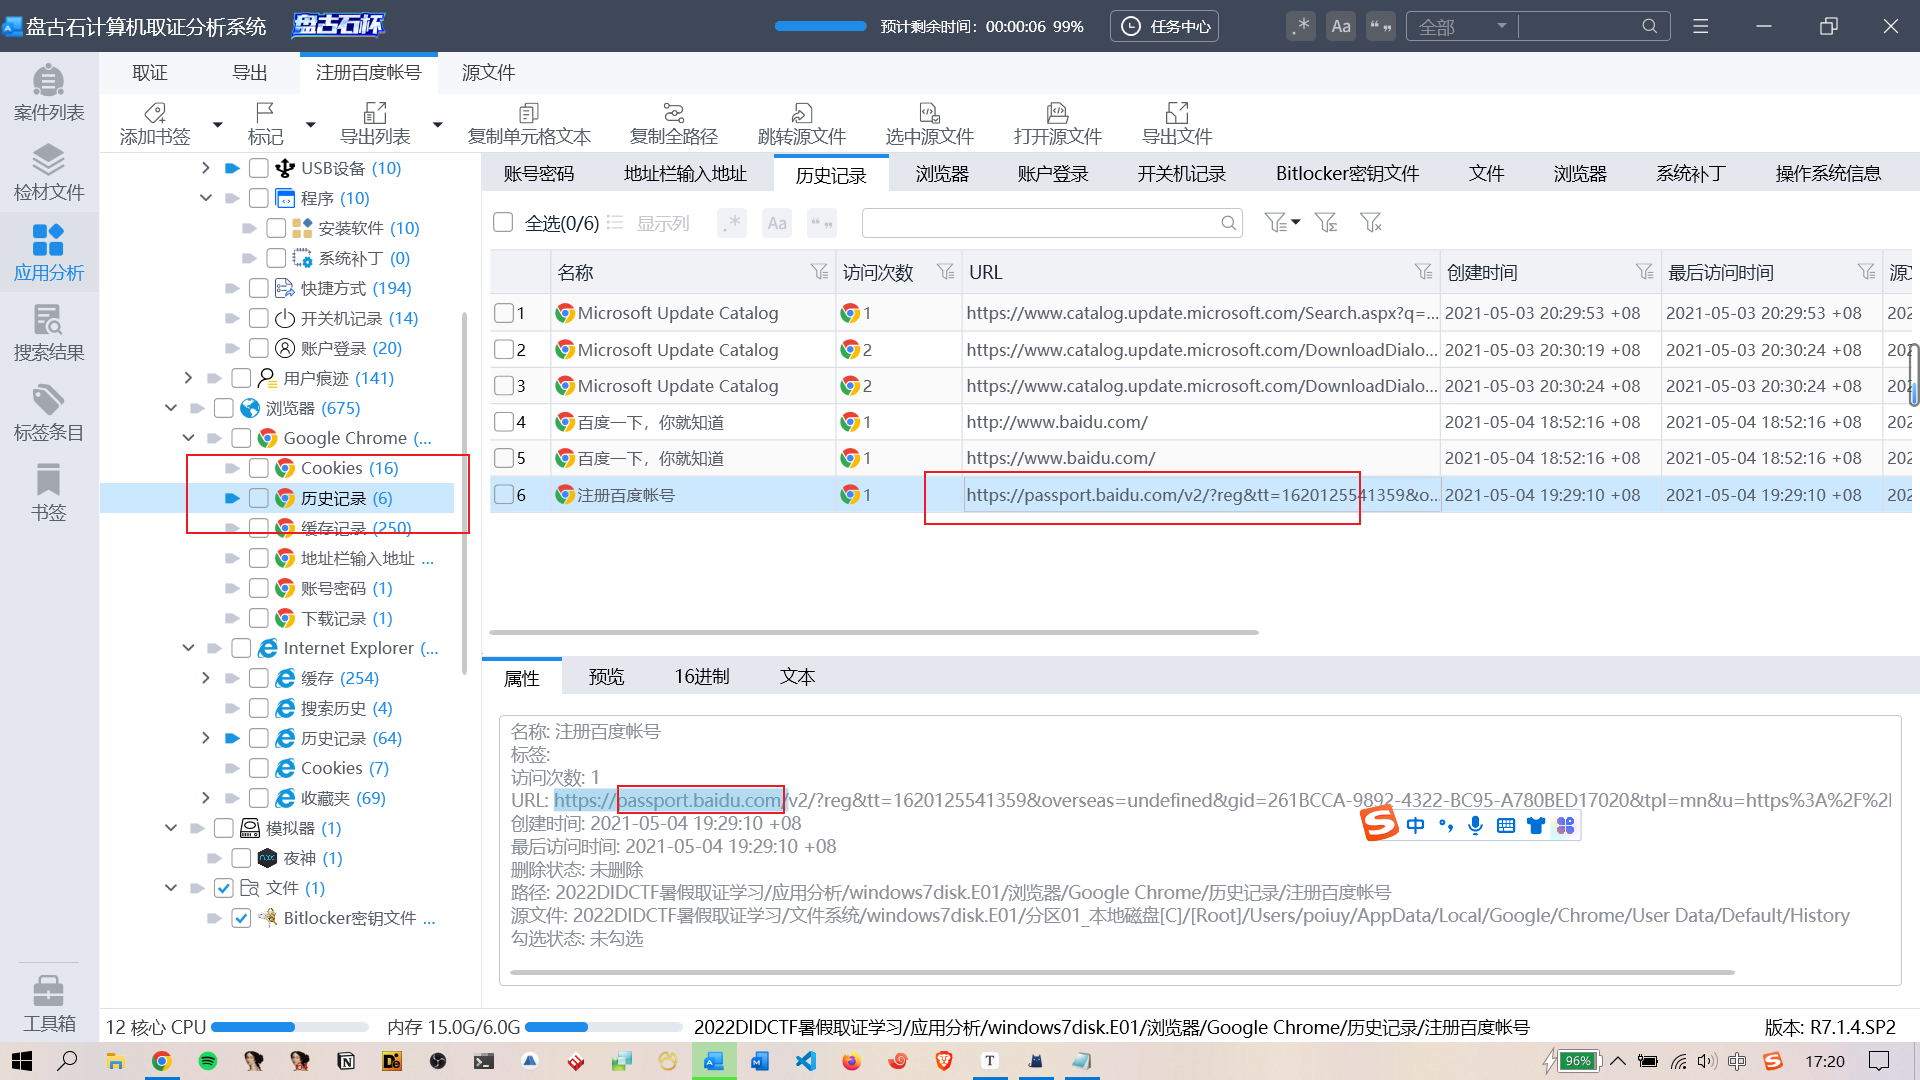 盘古石计算机取证分析系统
盘古石杯
预计剩余时间: 00:00:06 99%
任务中心
.* Aa “„ 全部
案件列表
检材文件
应用分析
搜索结果
标签条目
书签
工具箱
取证 导出 注册百度帐号 源文件
添加书签 标记 导出列表 复制单元格文本 复制全路径 跳转源文件 选中源文件 打开源文件 导出文件
USB设备 (10)
程序 (10)
安装软件 (10)
系统补丁 (0)
快捷方式 (194)
开关机记录 (14)
账户登录 (20)
用户痕迹 (141)
浏览器 (675)
Google Chrome (...
Cookies (16)
历史记录 (6)
缓存记录 (250)
地址栏输入地址 ...
账号密码 (1)
下载记录 (1)
Internet Explorer (...
缓存 (254)
搜索历史 (4)
历史记录 (64)
Cookies (7)
收藏夹 (69)
模拟器 (1)
夜神 (1)
文件 (1)
Bitlocker密钥文件 ...
账号密码 地址栏输入地址 历史记录 浏览器 账户登录 开关机记录 Bitlocker密钥文件 文件 浏览器 系统补丁 操作系统信息
全选(0/6) 显示列 .* Aa “„
名称 访问次数 URL 创建时间 最后访问时间
1 Microsoft Update Catalog 1 https://www.catalog.update.microsoft.com/Search.aspx?q=... 2021-05-03 20:29:53 +08 2021-05-03 20:29:53 +08 202
2 Microsoft Update Catalog 2 https://www.catalog.update.microsoft.com/DownloadDialo... 2021-05-03 20:30:19 +08 2021-05-03 20:30:24 +08 202
3 Microsoft Update Catalog 2 https://www.catalog.update.microsoft.com/DownloadDialo... 2021-05-03 20:30:24 +08 2021-05-03 20:30:24 +08 202
4 百度一下，你就知道 1 http://www.baidu.com/ 2021-05-04 18:52:16 +08 2021-05-04 18:52:16 +08 202
5 百度一下，你就知道 1 https://www.baidu.com/ 2021-05-04 18:52:16 +08 2021-05-04 18:52:16 +08 202
6 注册百度帐号 1 https://passport.baidu.com/v2/?reg&tt=1620125541359&o... 2021-05-04 19:29:10 +08 2021-05-04 19:29:10 +08 202
属性 预览 16进制 文本
名称: 注册百度帐号
标签:
访问次数: 1
URL: https://passport.baidu.com/v2/?reg&tt=1620125541359&overseas=undefined&gid=261BCCA-9892-4322-BC95-A780BED17020&tpl=mn&u=https%3A%2F%2
创建时间: 2021-05-04 19:29:10 +08
最后访问时间: 2021-05-04 19:29:10 +08
删除状态: 未删除
路径: 2022DIDCTF暑假取证学习/应用分析/windows7disk.E01/浏览器/Google Chrome/历史记录/注册百度帐号
源文件: 2022DIDCTF暑假取证学习/文件系统/windows7disk.E01/分区01_本地磁盘[C]/[Root]/Users/poiuy/AppData/Local/Google/Chrome/User Data/Default/History
勾选状态: 未勾选
中
12 核心 CPU 内存 15.0G/6.0G 2022DIDCTF暑假取证学习/应用分析/windows7disk.E01/浏览器/Google Chrome/历史记录/注册百度帐号 版本: R7.1.4.SP2
96% 中 17:20